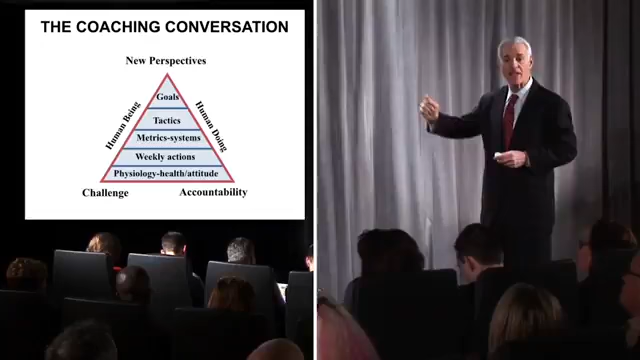 THE COACHING CONVERSATION
New Perspectives
Goals
Tactics
Metrics-systems
Weekly actions
Physiology-health/attitude
Human Being
Human Doing
Challenge
Accountability